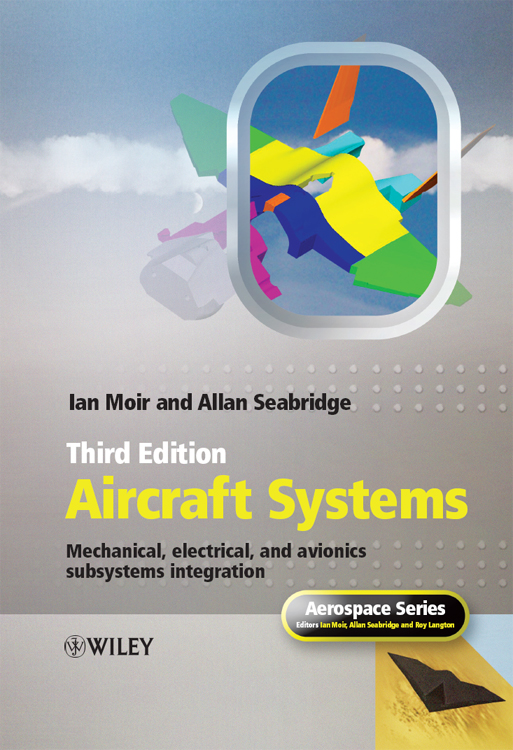 Ian Moir and Allan Seabridge
Third Edition
Aircraft Systems
Mechanical, electrical, and avionics
subsystems integration
Aerospace Series
Editors Ian Moir, Allan Seabridge and Roy Langton
WILEY